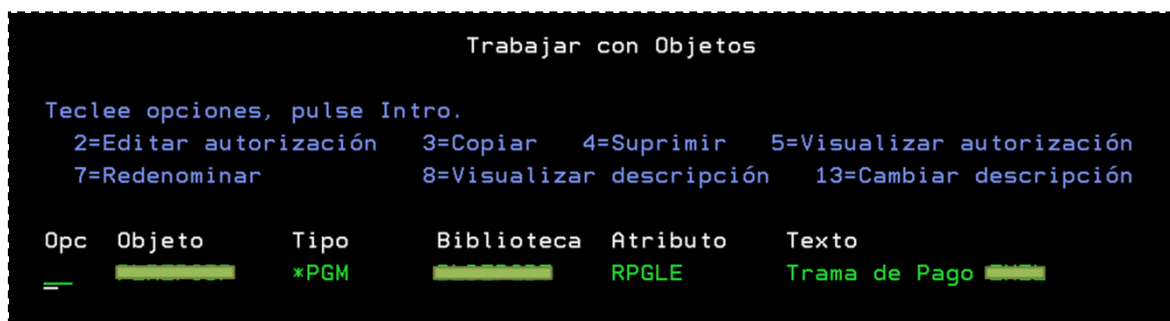 Trabajar con Objetos
Teclee opciones, pulse Intro.
2=Editar autorización 3=Copiar 4=Suprimir 5=Visualizar autorización
7=Redenominar 8=Visualizar descripción 13=Cambiar descripción
Opc Objeto Tipo Biblioteca Atributo Texto
*PGM RPGLE Trama de Pago